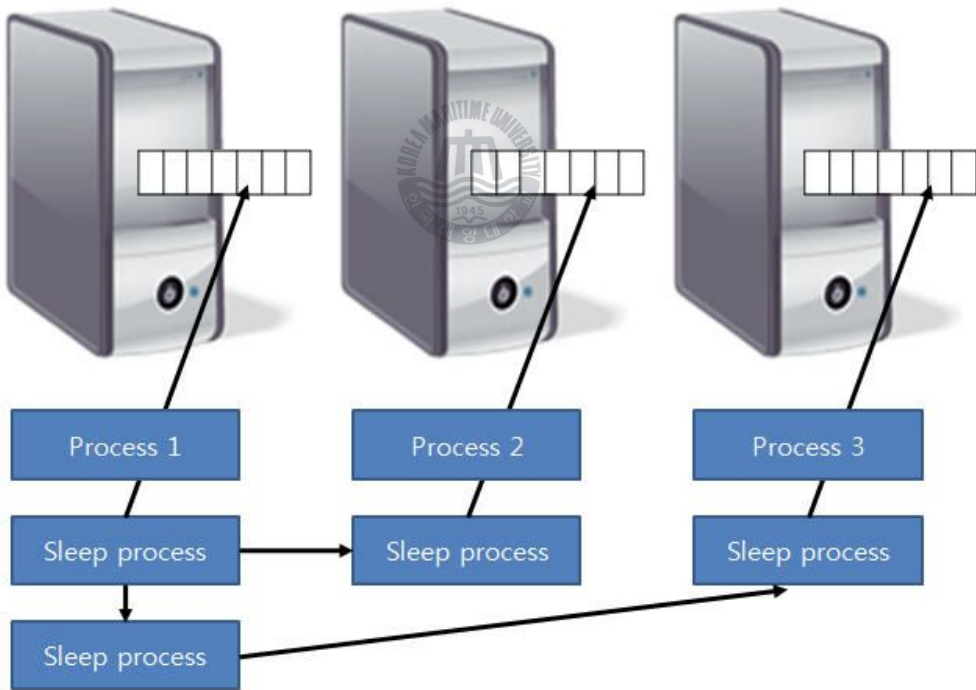 KOREA MARITIME UNIVERSITY
1945
Process 1
Process 2
Process 3
Sleep process
Sleep process
Sleep process
Sleep process